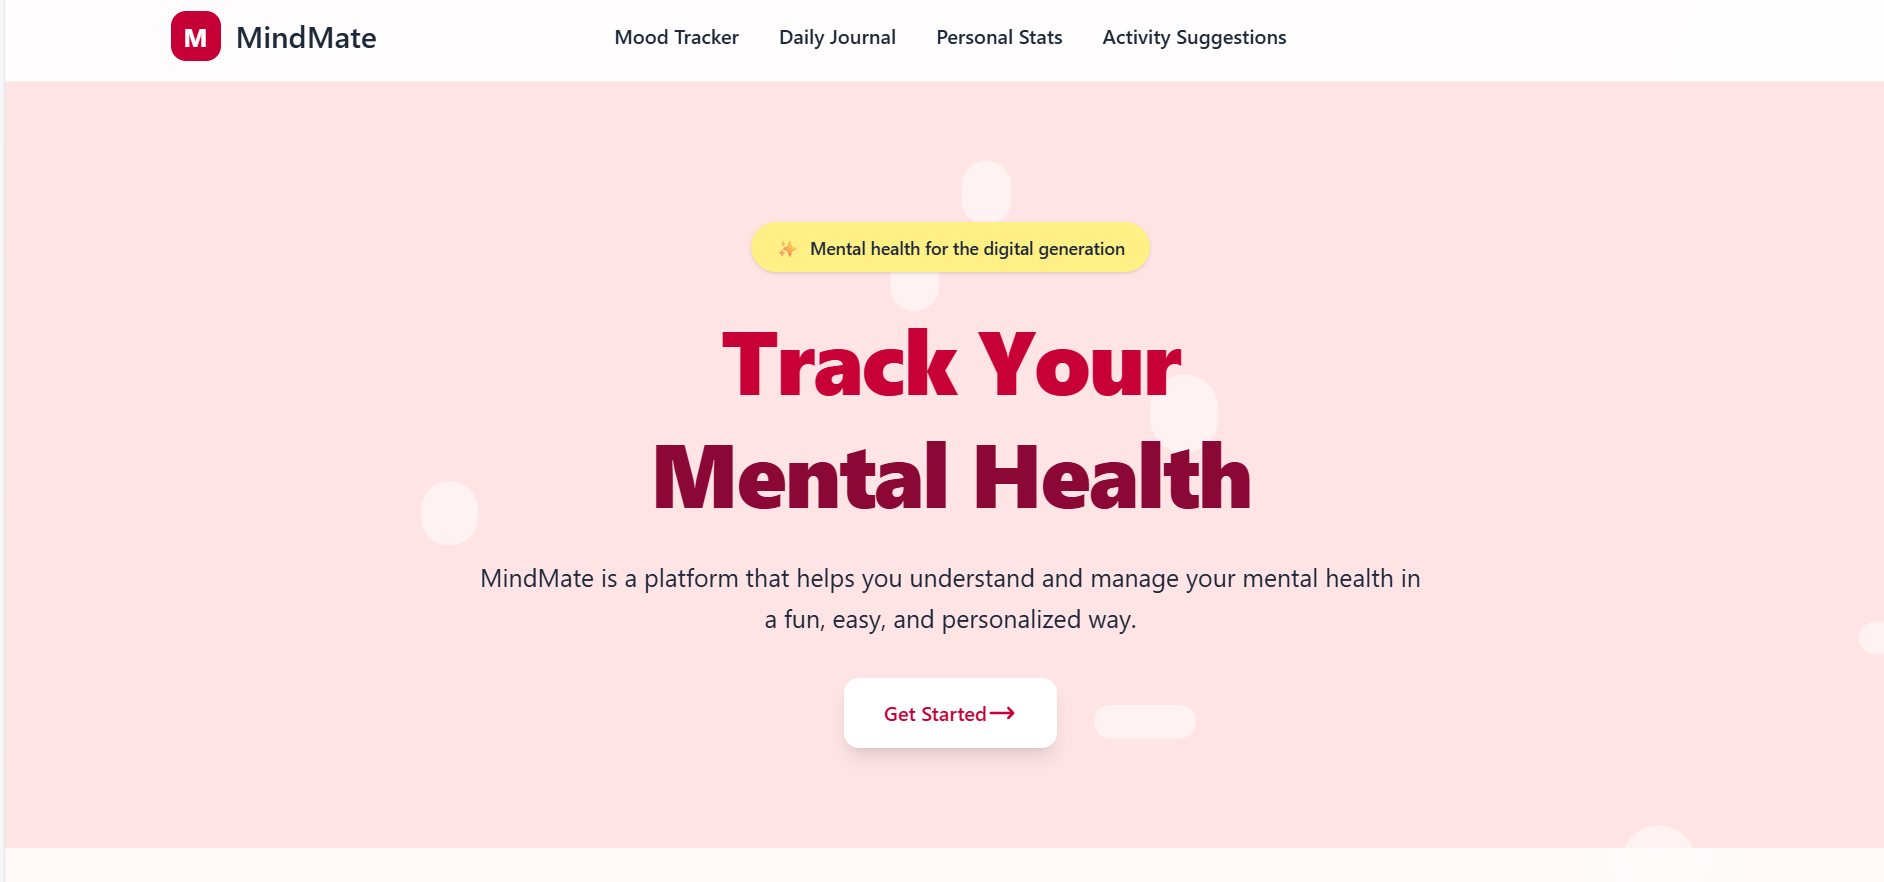 M MindMate
Mood Tracker Daily Journal Personal Stats Activity Suggestions
✨ Mental health for the digital generation
Track Your
Mental Health
MindMate is a platform that helps you understand and manage your mental health in
a fun, easy, and personalized way.
Get Started→